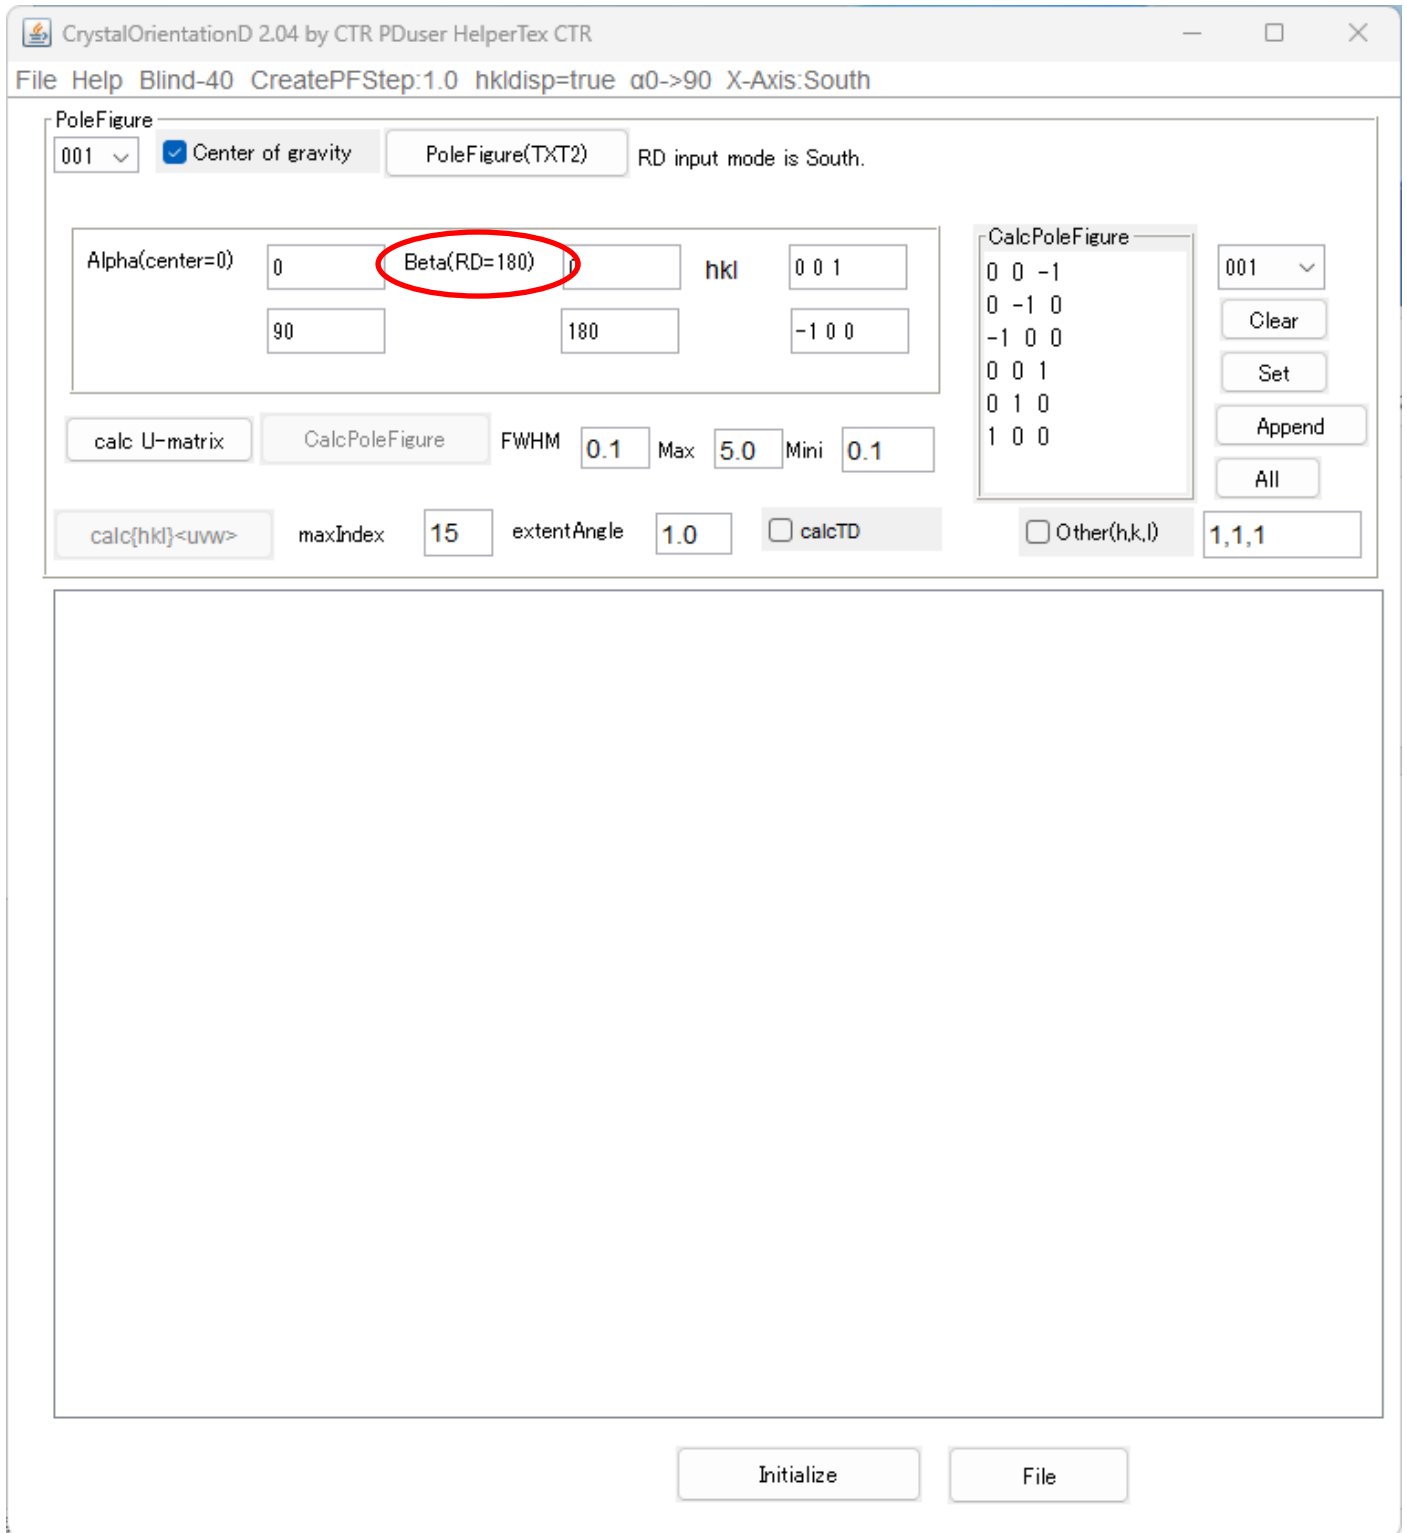 CrystalOrientationD 2.04 by CTR PDuser HelperTex CTR
File Help Blind-40 CreatePFStep:1.0 hkldisp=true α0->90 X-Axis:South
PoleFigure
001 Center of gravity PoleFigure(TXT2) RD input mode is South.
Alpha(center=0) 0 Beta(RD=180) 0 hkl 0 0 1
90 180 -1 0 0
CalcPoleFigure
0 0 -1
0 -1 0
-1 0 0
0 0 1
0 1 0
1 0 0
001
Clear
Set
Append
All
calc U-matrix CalcPoleFigure FWHM 0.1 Max 5.0 Mini 0.1
calc{hkl}<uvw> maxIndex 15 extentAngle 1.0 calcTD Other(h,k,l) 1,1,1
Initialize File